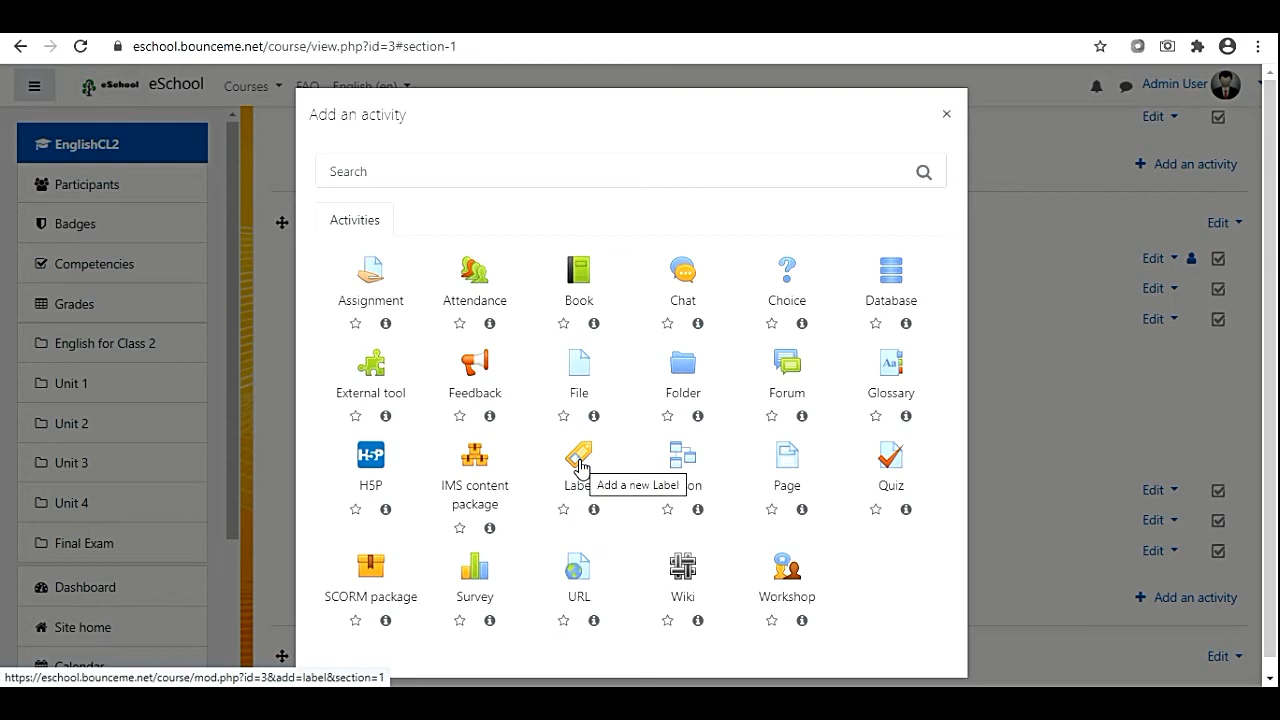 eschool.bounceme.net/course/view.php?id=3#section-1
eSchool eSchool Courses FAQ English (en) Admin User
Add an activity ×
Edit
Search
+ Add an activity
EnglishCL2
Participants
Badges
Competencies
Grades
English for Class 2
Unit 1
Unit 2
Unit 3
Unit 4
Final Exam
Dashboard
Site home
Calendar
Activities
Edit
Assignment Attendance Book Chat Choice Database
Edit
Edit
Edit
External tool Feedback File Folder Forum Glossary
H5P
H5P IMS content package Labe Add a new Label on Page Quiz
Edit
Edit
Edit
SCORM package Survey URL Wiki Workshop
+ Add an activity
Edit
https://eschool.bounceme.net/course/mod.php?id=3&add=label&section=1